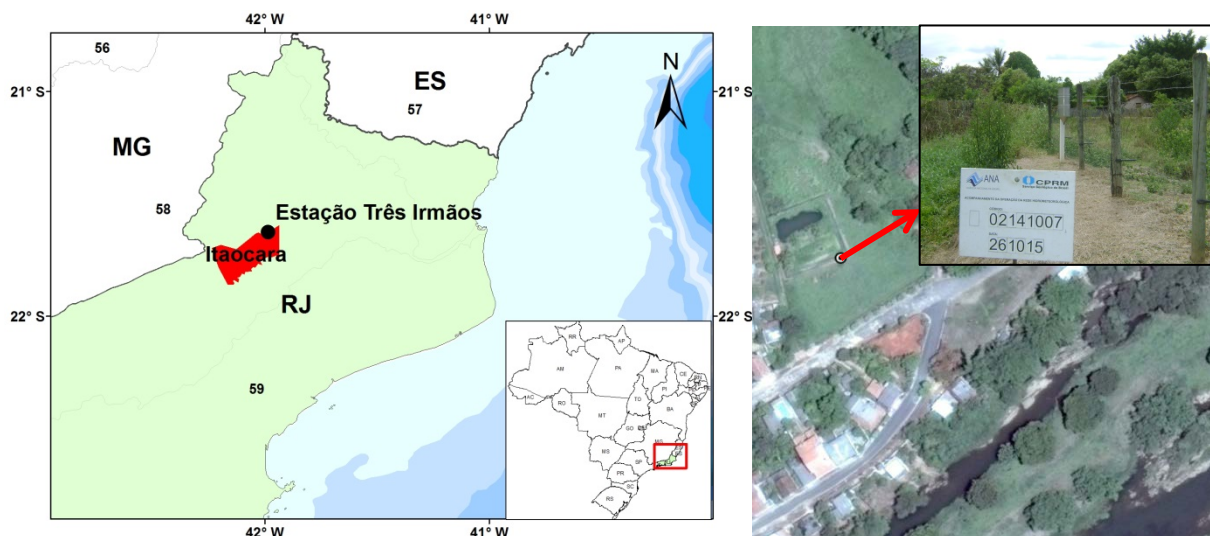 42° W
41° W
56
N
ES
57
21° S
21° S
MG
58
Estação Três Irmãos
Itaocara
RJ
22° S
22° S
59
RR
AP
AM
PA
MA
CE
PI
AC
RO
TO
BA
MT
GO
MG
MS
ES
SP
PR
SC
RS
42° W
41° W
ANA
CPRM
02141007
DATA
261015